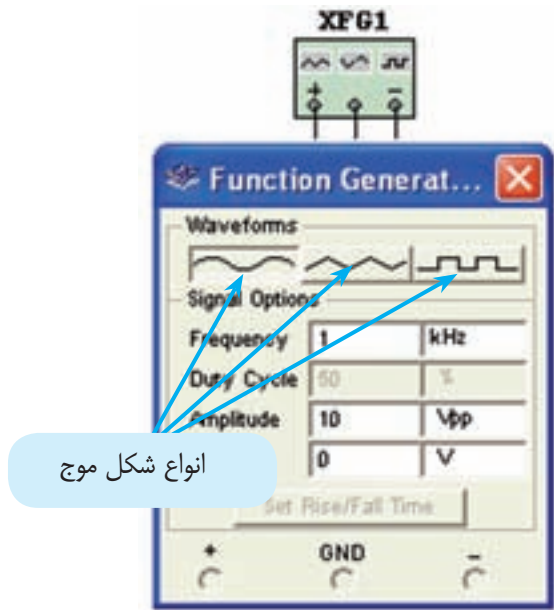 XFG1
+ −
Function Generat...
Waveforms
Signal Options
Frequency 1 kHz
Duty Cycle 50 %
Amplitude 10 Vpp
0 V
انواع شکل موج
Set Rise/Fall Time
+ GND −